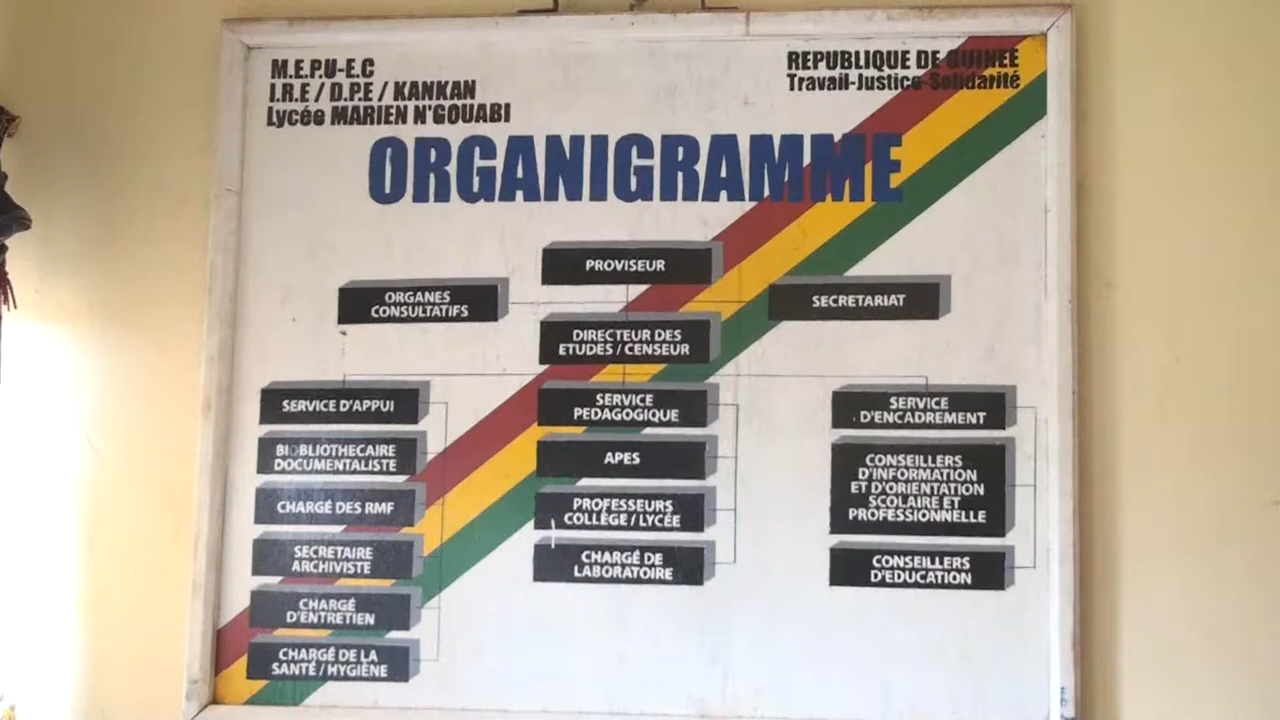 M.E.P.U-E.C
I.R.E / D.P.E / KANKAN
Lycée MARIEN N'GOUABI
REPUBLIQUE DE GUINEE
Travail-Justice-Solidarité
ORGANIGRAMME
PROVISEUR
ORGANES
CONSULTATIFS
SECRETARIAT
DIRECTEUR DES
ETUDES / CENSEUR
SERVICE D'APPUI
BIOBLIOTHECAIRE
DOCUMENTALISTE
CHARGÉ DES RMF
SECRETAIRE
ARCHIVISTE
CHARGÉ
D'ENTRETIEN
CHARGÉ DE LA
SANTÉ / HYGIÈNE
SERVICE
PEDAGOGIQUE
APES
PROFESSEURS
COLLÈGE / LYCÉE
CHARGÉ DE
LABORATOIRE
SERVICE
D'ENCADREMENT
CONSEILLERS
D'INFORMATION
ET D'ORIENTATION
SCOLAIRE ET
PROFESSIONNELLE
CONSEILLERS
D'EDUCATION